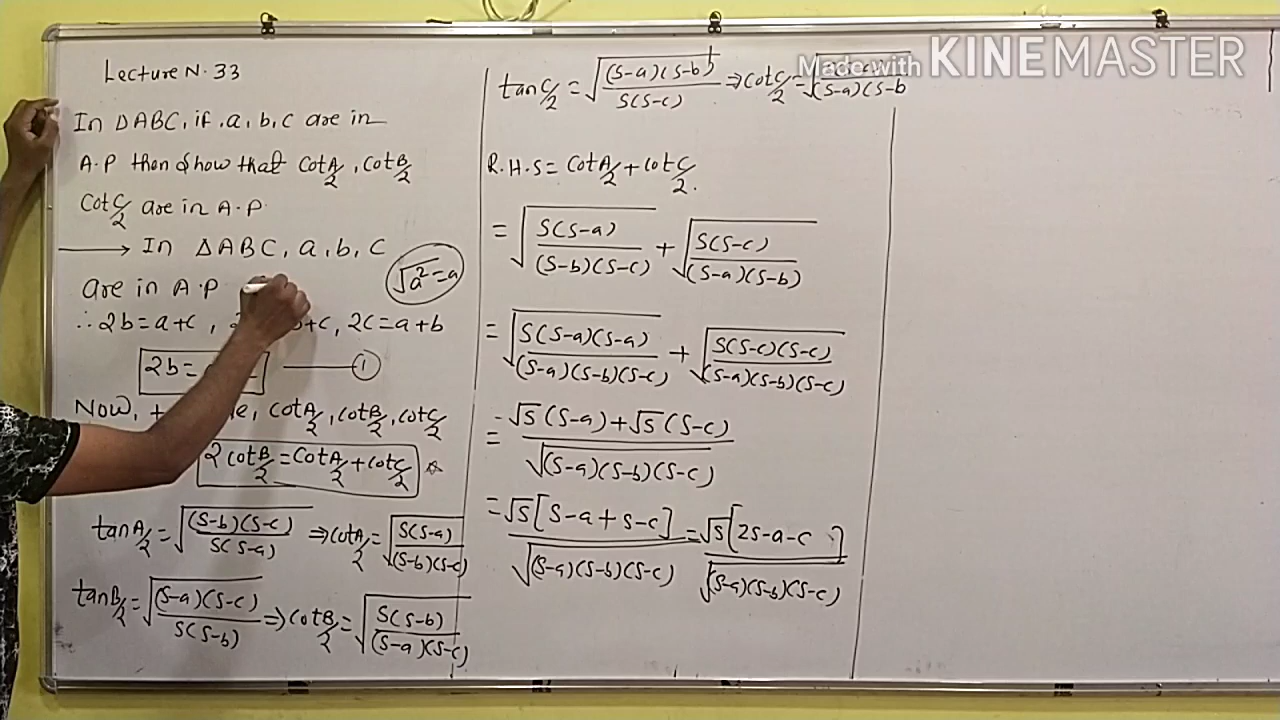 Lecture N. 33
In ΔABC, if, a, b, c are in
A.P then show that cot A/2, cot B/2
cot C/2 are in A.P
→ In ΔABC, a, b, c
are in A.P
√a² = a
∴ 2b = a+c , +c, 2c = a+b
2b = ①
Now, cot A/2, cot B/2, cot C/2
2 cot B/2 = cot A/2 + cot C/2
tan A/2 = √((s-b)(s-c)/s(s-a)) ⇒ cot A/2 = √(s(s-a)/(s-b)(s-c))
tan B/2 = √((s-a)(s-c)/s(s-b)) ⇒ cot B/2 = √(s(s-b)/(s-a)(s-c))
tan C/2 = √((s-a)(s-b)/s(s-c)) ⇒ cot C/2 = √( /(s-a)(s-b)
R.H.S = cot A/2 + cot C/2.
= √(s(s-a)/(s-b)(s-c)) + √(s(s-c)/(s-a)(s-b))
= √(s(s-a)(s-a)/(s-a)(s-b)(s-c)) + √(s(s-c)(s-c)/(s-a)(s-b)(s-c))
= √s(s-a) + √s(s-c) / √(s-a)(s-b)(s-c)
= √s[s-a+s-c] / √(s-a)(s-b)(s-c) = √s[2s-a-c] / √(s-a)(s-b)(s-c)
Made with KINEMASTER